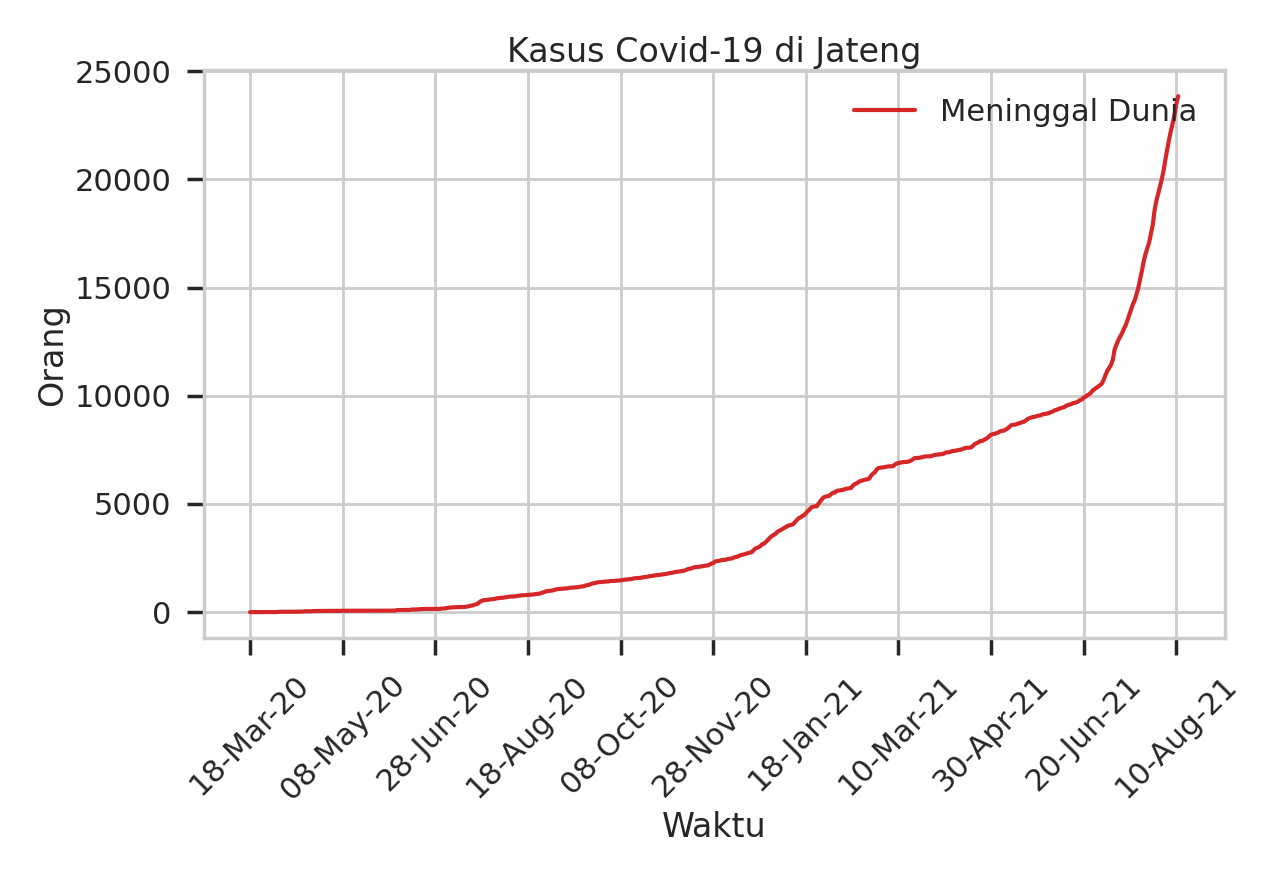 Kasus Covid-19 di Jateng
Meninggal Dunia
25000
20000
15000
10000
5000
0
Orang
18-Mar-20
08-May-20
28-Jun-20
18-Aug-20
08-Oct-20
28-Nov-20
18-Jan-21
10-Mar-21
30-Apr-21
20-Jun-21
10-Aug-21
Waktu